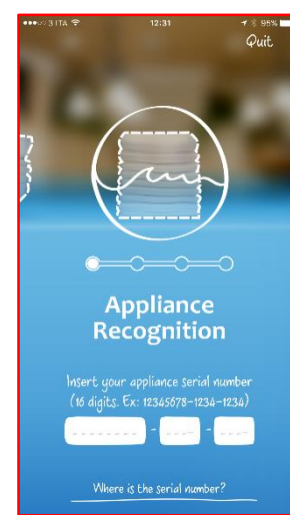 3 ITA 12:31 95%
Quit
Appliance
Recognition
Insert your appliance serial number
(16 digits. Ex: 12345678-1234-1234)
- -
Where is the serial number?